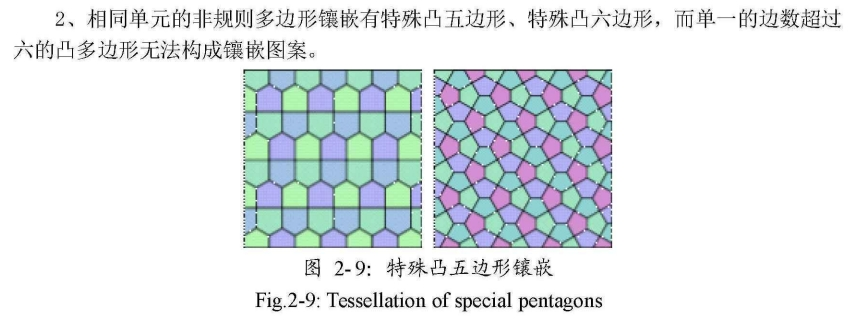 2、相同单元的非规则多边形镶嵌有特殊凸五边形、特殊凸六边形，而单一的边数超过
六的凸多边形无法构成镶嵌图案。
图 2-9: 特殊凸五边形镶嵌
Fig.2-9: Tessellation of special pentagons